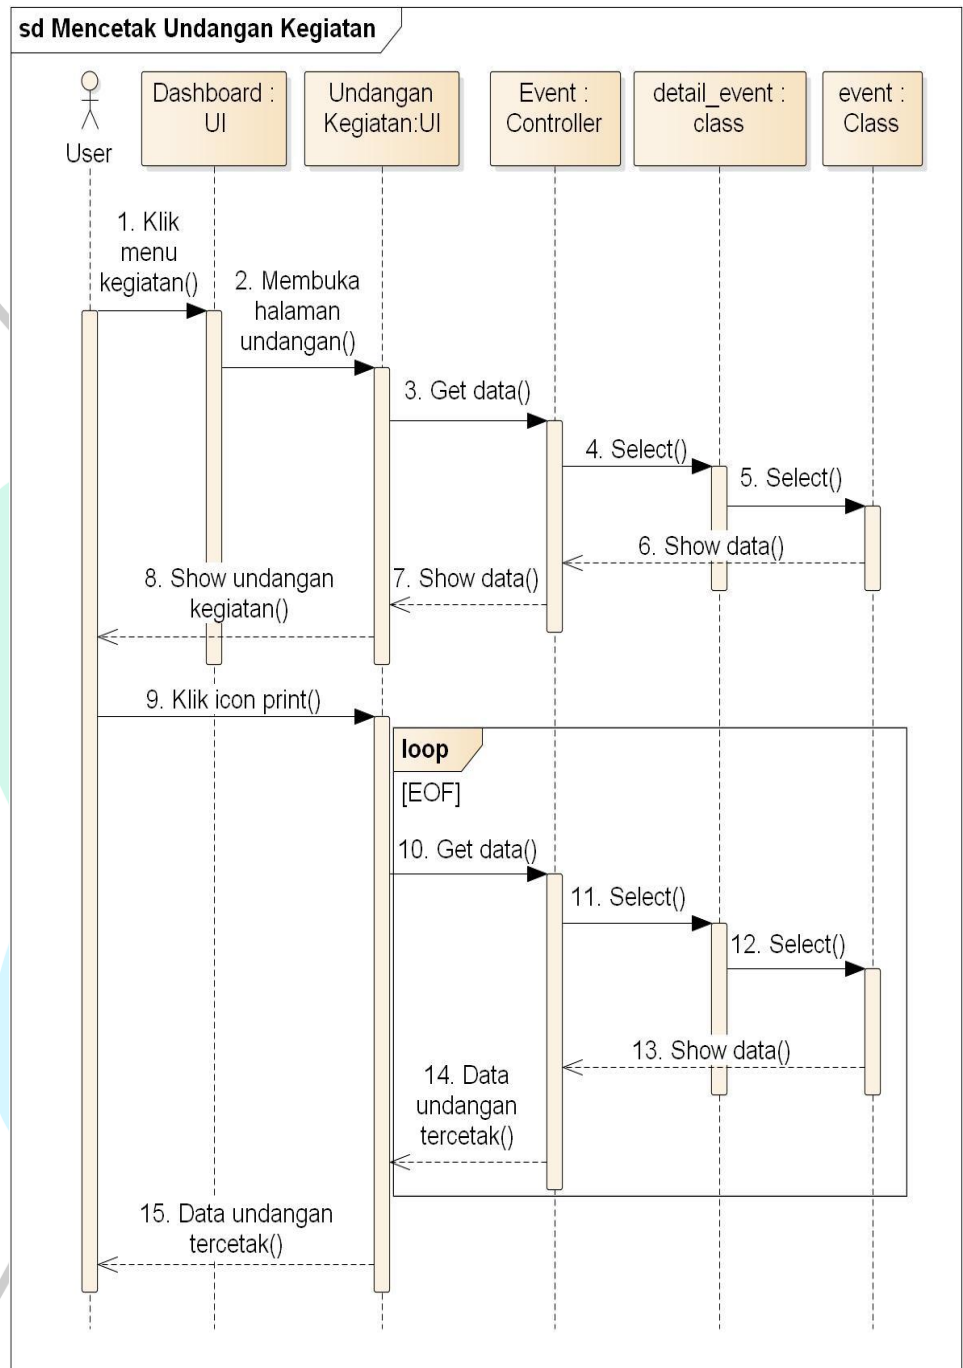 sd Mencetak Undangan Kegiatan
User
Dashboard :
UI
Undangan
Kegiatan:UI
Event :
Controller
detail_event :
class
event :
Class
1. Klik
menu
kegiatan()
2. Membuka
halaman
undangan()
3. Get data()
4. Select()
5. Select()
6. Show data()
7. Show data()
8. Show undangan
kegiatan()
9. Klik icon print()
loop
[EOF]
10. Get data()
11. Select()
12. Select()
13. Show data()
14. Data
undangan
tercetak()
15. Data undangan
tercetak()